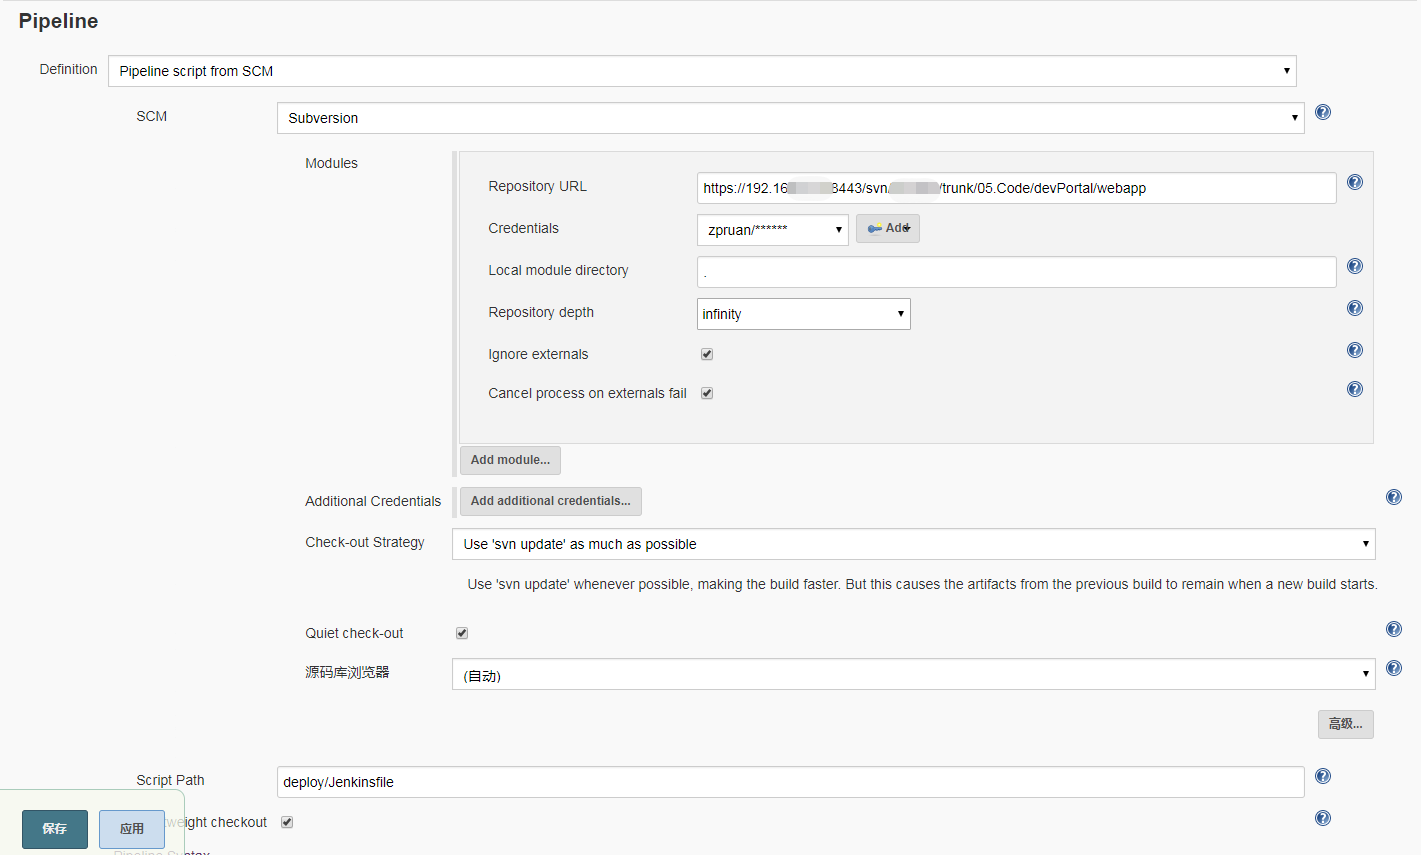 Pipeline
Definition
Pipeline script from SCM
SCM
Subversion
Modules
Repository URL
https://192.16 8443/svn/ /trunk/05.Code/devPortal/webapp
Credentials
zpruan/******
Add
Local module directory
.
Repository depth
infinity
Ignore externals
Cancel process on externals fail
Add module...
Additional Credentials
Add additional credentials...
Check-out Strategy
Use 'svn update' as much as possible
Use 'svn update' whenever possible, making the build faster. But this causes the artifacts from the previous build to remain when a new build starts.
Quiet check-out
源码库浏览器
(自动)
高级...
Script Path
deploy/Jenkinsfile
weight checkout
保存
应用
Pipeline Syntax